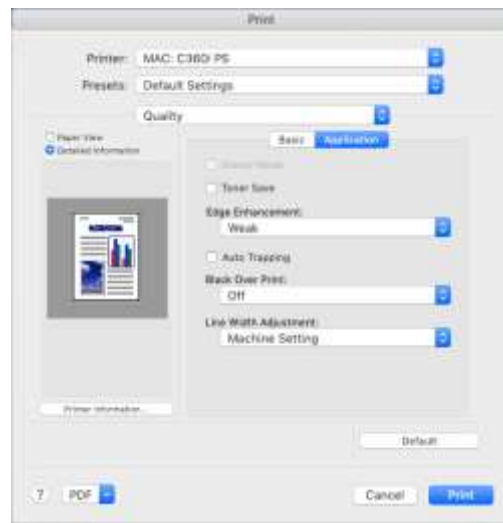 Print
Printer: MAC: C360i PS
Presets: Default Settings
Quality
Paper View
Detailed Information
Basic Application
Toner Save
Edge Enhancement:
Weak
Auto Trapping
Black Over Print:
Off
Line Width Adjustment:
Machine Setting
Printer Information...
Default
? PDF Cancel Print